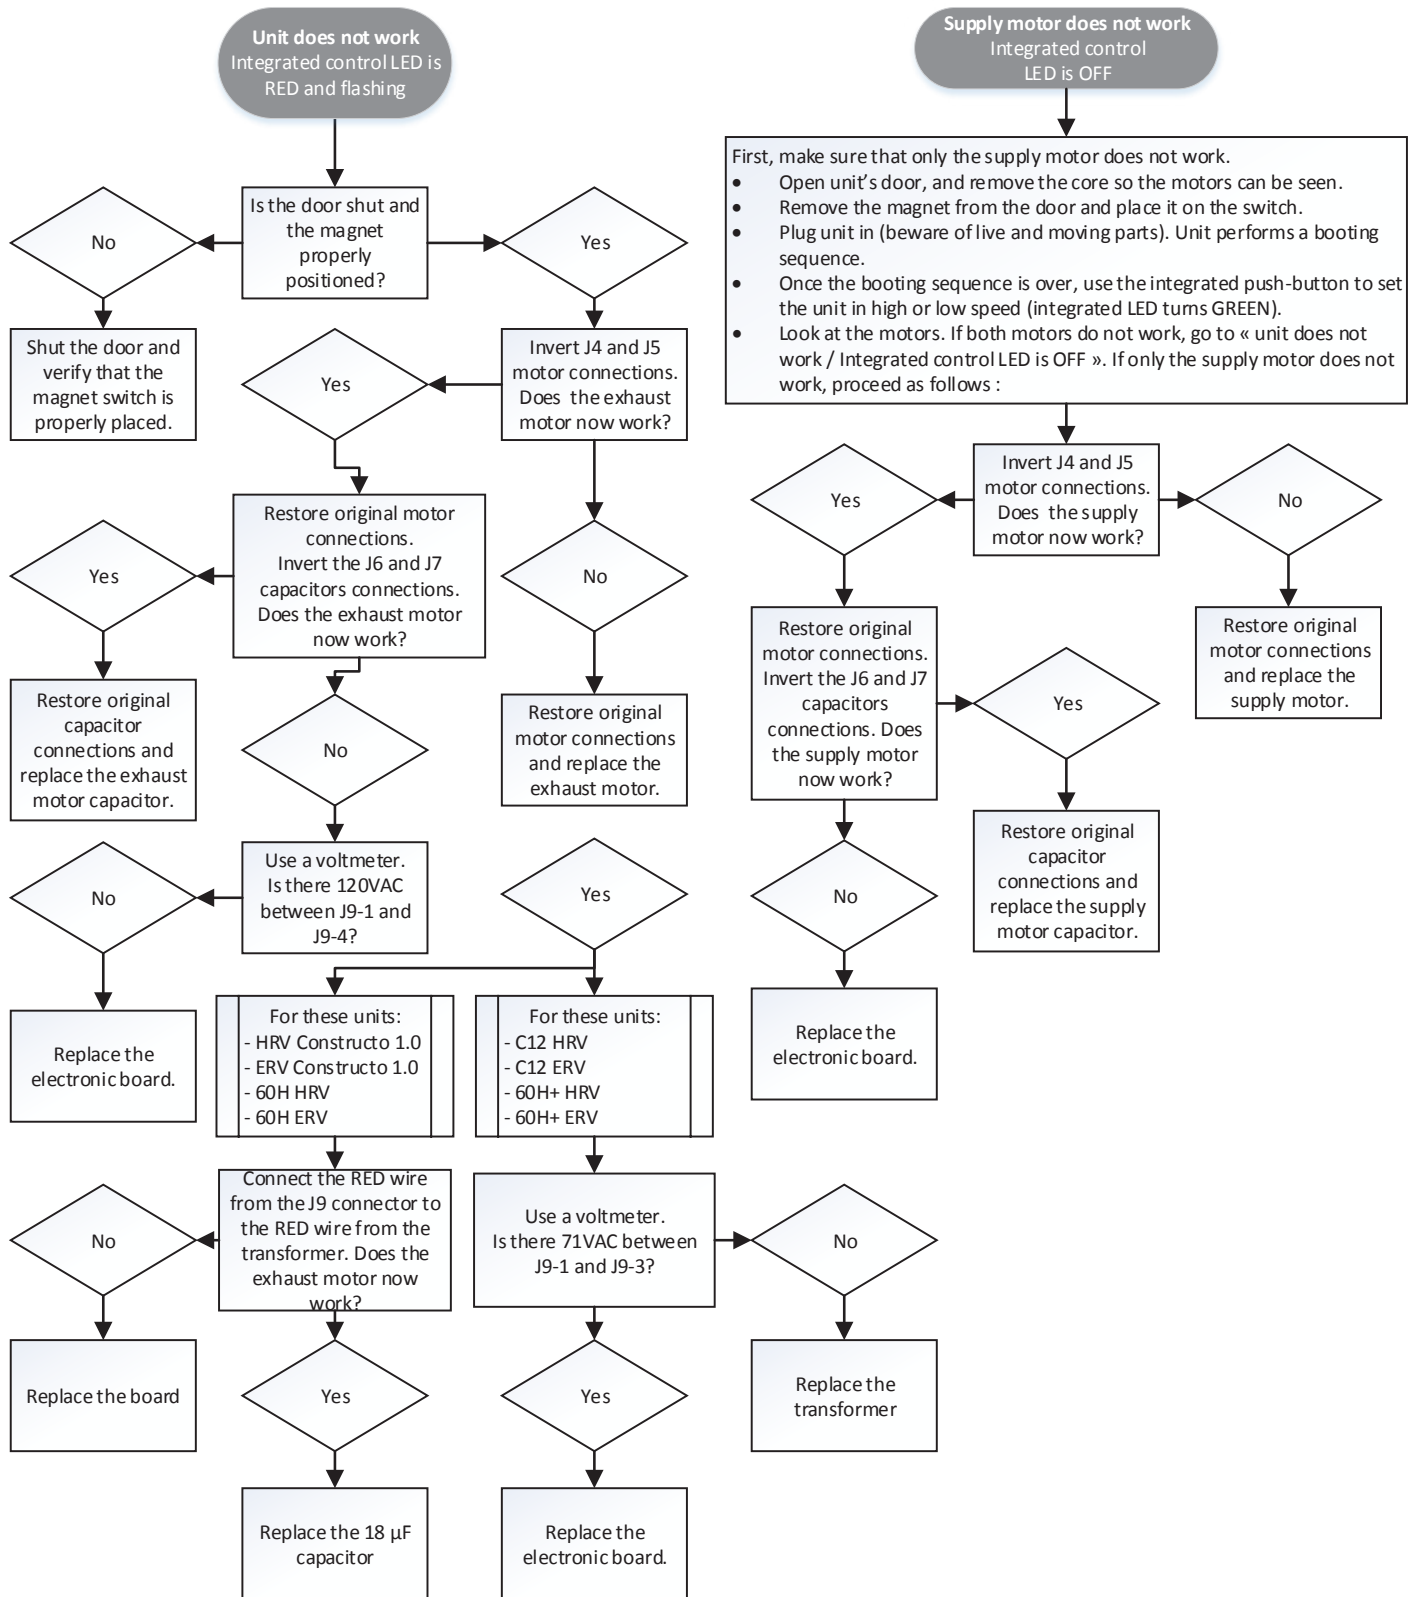 Unit does not work
Integrated control LED is
RED and flashing
Is the door shut and
the magnet
properly
positioned?
No
Yes
Shut the door and
verify that the
magnet switch is
properly placed.
Yes
Invert J4 and J5
motor connections.
Does the exhaust
motor now work?
Restore original motor
connections.
Invert the J6 and J7
capacitors connections.
Does the exhaust motor
now work?
Yes
No
Restore original
capacitor
connections and
replace the exhaust
motor capacitor.
No
Restore original
motor connections
and replace the
exhaust motor.
No
Use a voltmeter.
Is there 120VAC
between J9-1 and
J9-4?
Yes
Replace the
electronic board.
For these units:
- HRV Constructo 1.0
- ERV Constructo 1.0
- 60H HRV
- 60H ERV
For these units:
- C12 HRV
- C12 ERV
- 60H+ HRV
- 60H+ ERV
No
Connect the RED wire
from the J9 connector to
the RED wire from the
transformer. Does the
exhaust motor now
work?
Use a voltmeter.
Is there 71VAC between
J9-1 and J9-3?
No
Replace the board
Yes
Yes
Replace the
transformer
Replace the 18 µF
capacitor
Replace the
electronic board.
Supply motor does not work
Integrated control
LED is OFF
First, make sure that only the supply motor does not work.
• Open unit's door, and remove the core so the motors can be seen.
• Remove the magnet from the door and place it on the switch.
• Plug unit in (beware of live and moving parts). Unit performs a booting
sequence.
• Once the booting sequence is over, use the integrated push-button to set
the unit in high or low speed (integrated LED turns GREEN).
• Look at the motors. If both motors do not work, go to « unit does not
work / Integrated control LED is OFF ». If only the supply motor does not
work, proceed as follows :
Yes
Invert J4 and J5
motor connections.
Does the supply
motor now work?
No
Restore original
motor connections.
Invert the J6 and J7
capacitors
connections. Does
the supply motor
now work?
Yes
Restore original
motor connections
and replace the
supply motor.
No
Restore original
capacitor
connections and
replace the supply
motor capacitor.
Replace the
electronic board.